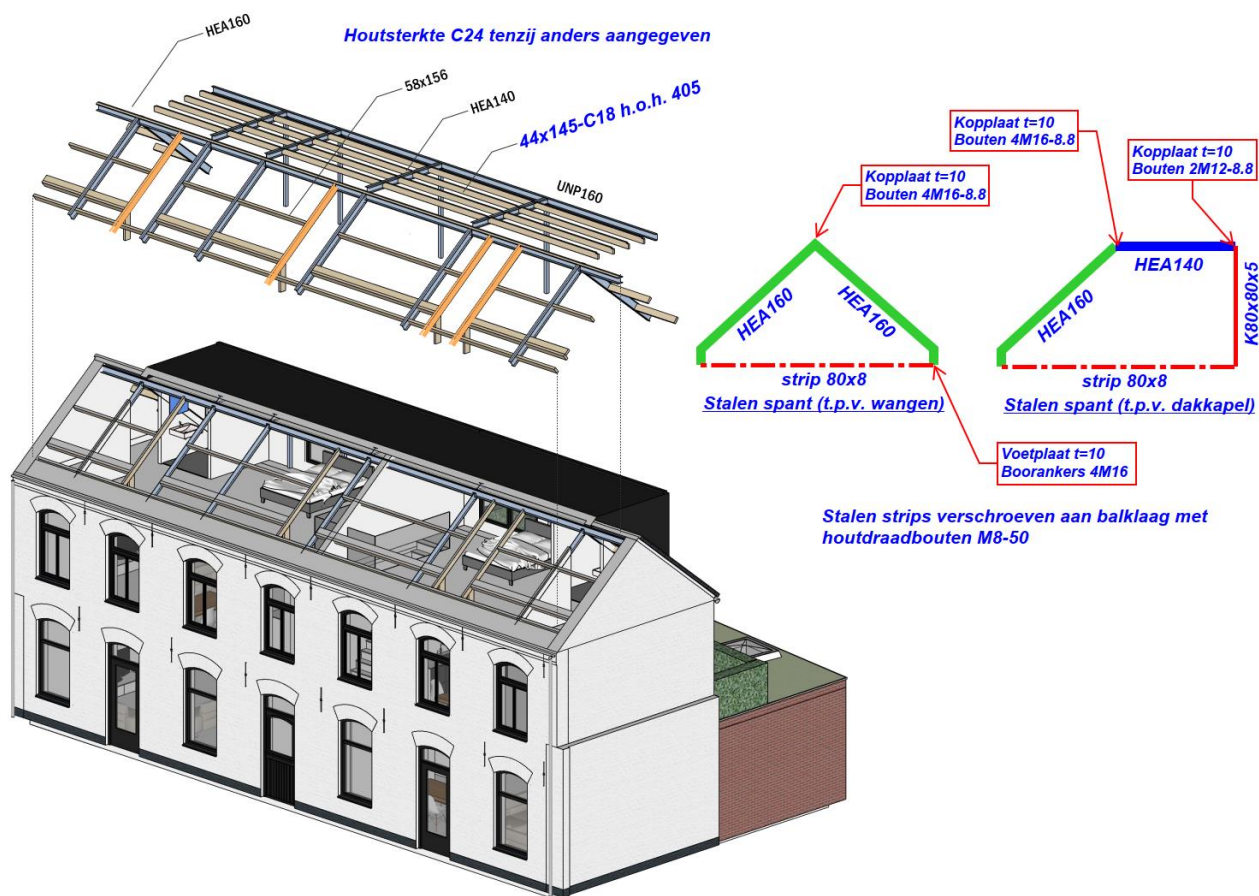 HEA160
Houtsterkte C24 tenzij anders aangegeven
58x156
HEA140
44x145-C18 h.o.h. 405
UNP160
Kopplaat t=10
Bouten 4M16-8.8
Kopplaat t=10
Bouten 4M16-8.8
Kopplaat t=10
Bouten 2M12-8.8
HEA160
HEA160
strip 80x8
Stalen spant (t.p.v. wangen)
HEA140
HEA160
K80x80x5
strip 80x8
Stalen spant (t.p.v. dakkapel)
Voetplaat t=10
Boorankers 4M16
Stalen strips verschroeven aan balklaag met
houtdraadbouten M8-50